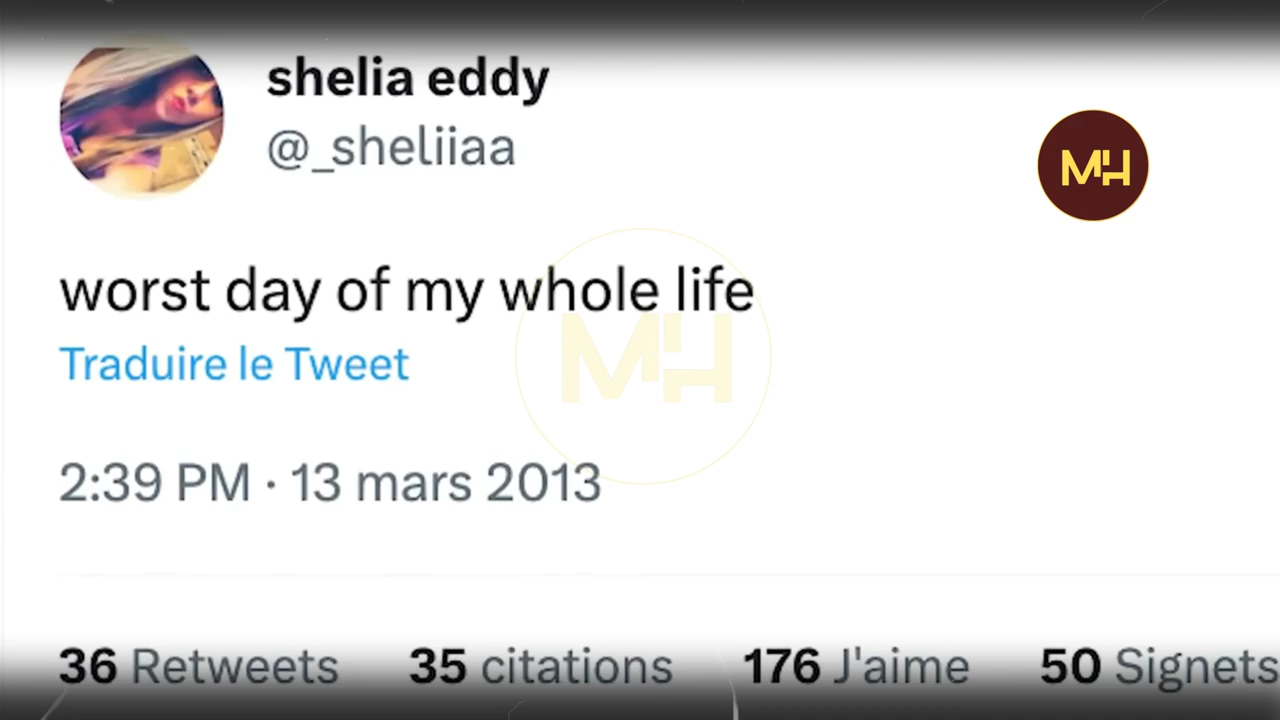 shelia eddy
@_sheliiaa
MH
worst day of my whole life
MH
Traduire le Tweet
2:39 PM · 13 mars 2013
36 Retweets 35 citations 176 J'aime 50 Signets